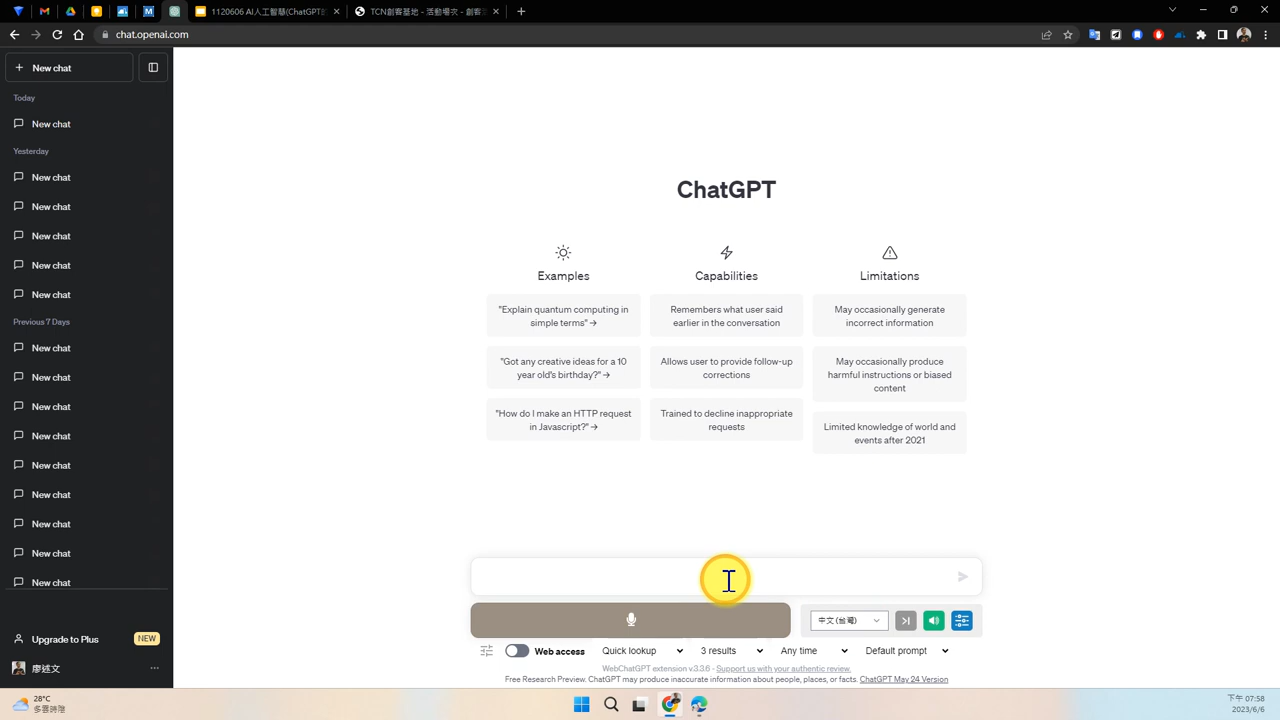 1120606 AI人工智慧(ChatGPT的
TCN創客基地 - 活動場次 - 創客
chat.openai.com
New chat
Today
New chat
Yesterday
New chat
New chat
New chat
New chat
New chat
Previous 7 Days
New chat
New chat
New chat
New chat
New chat
New chat
New chat
New chat
New chat
Upgrade to Plus
NEW
廖述文
ChatGPT
Examples
"Explain quantum computing in
simple terms" →
"Got any creative ideas for a 10
year old's birthday?" →
"How do I make an HTTP request
in Javascript?" →
Capabilities
Remembers what user said
earlier in the conversation
Allows user to provide follow-up
corrections
Trained to decline inappropriate
requests
Limitations
May occasionally generate
incorrect information
May occasionally produce
harmful instructions or biased
content
Limited knowledge of world and
events after 2021
中文 (台灣)
Web access
Quick lookup
3 results
Any time
Default prompt
WebChatGPT extension v.3.3.6 - Support us with your authentic review.
Free Research Preview. ChatGPT may produce inaccurate information about people, places, or facts. ChatGPT May 24 Version
28°C
多雲時陰
下午 07:58
2023/6/6